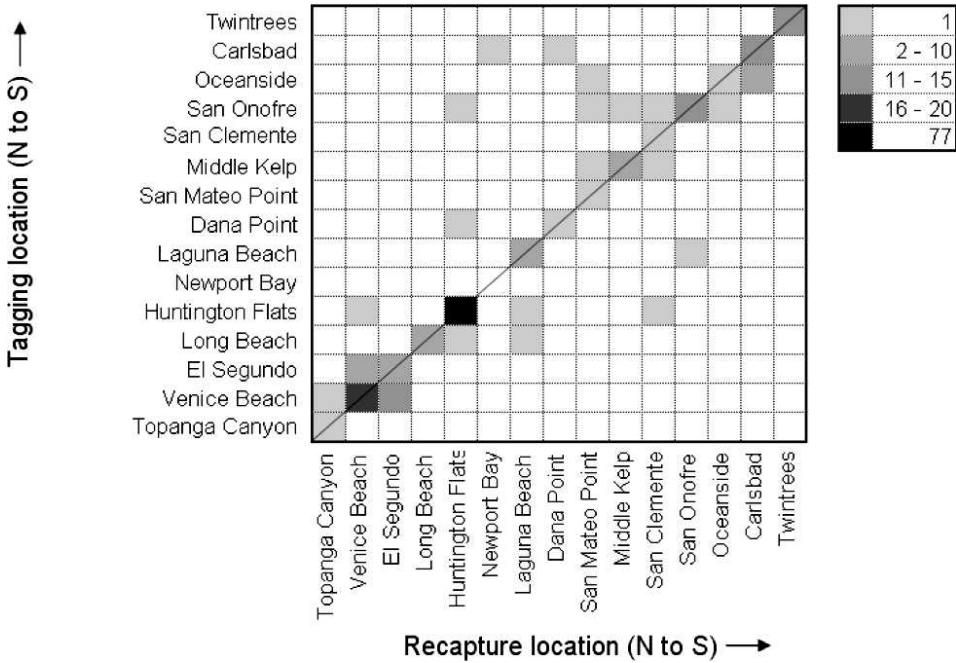 Tagging location (N to S)
Twintrees
Carlsbad
Oceanside
San Onofre
San Clemente
Middle Kelp
San Mateo Point
Dana Point
Laguna Beach
Newport Bay
Huntington Flats
Long Beach
El Segundo
Venice Beach
Topanga Canyon
1
2 - 10
11 - 15
16 - 20
77
Topanga Canyon
Venice Beach
El Segundo
Long Beach
Huntington Flats
Newport Bay
Laguna Beach
Dana Point
San Mateo Point
Middle Kelp
San Clemente
San Onofre
Oceanside
Carlsbad
Twintrees
Recapture location (N to S)